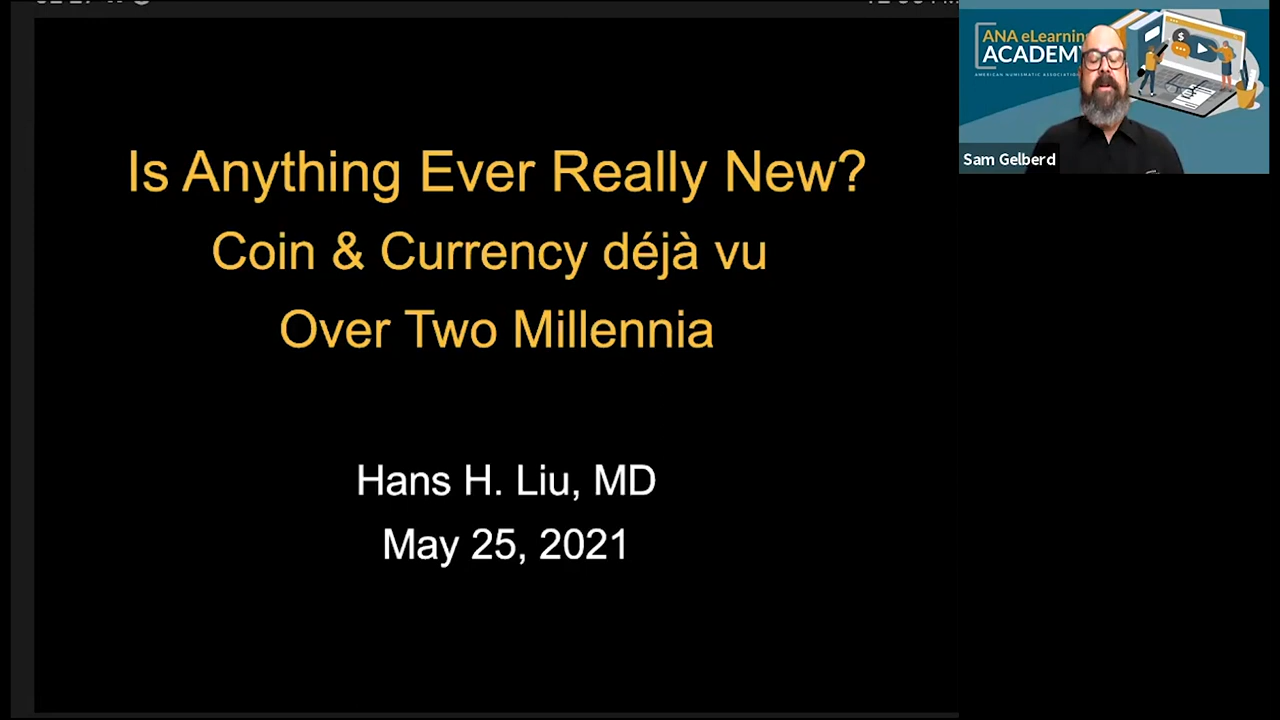 Is Anything Ever Really New?
Coin & Currency déjà vu
Over Two Millennia
Hans H. Liu, MD
May 25, 2021
ANA eLearning
ACADEMY
AMERICAN NUMISMATIC ASSOCIATION
Sam Gelberd